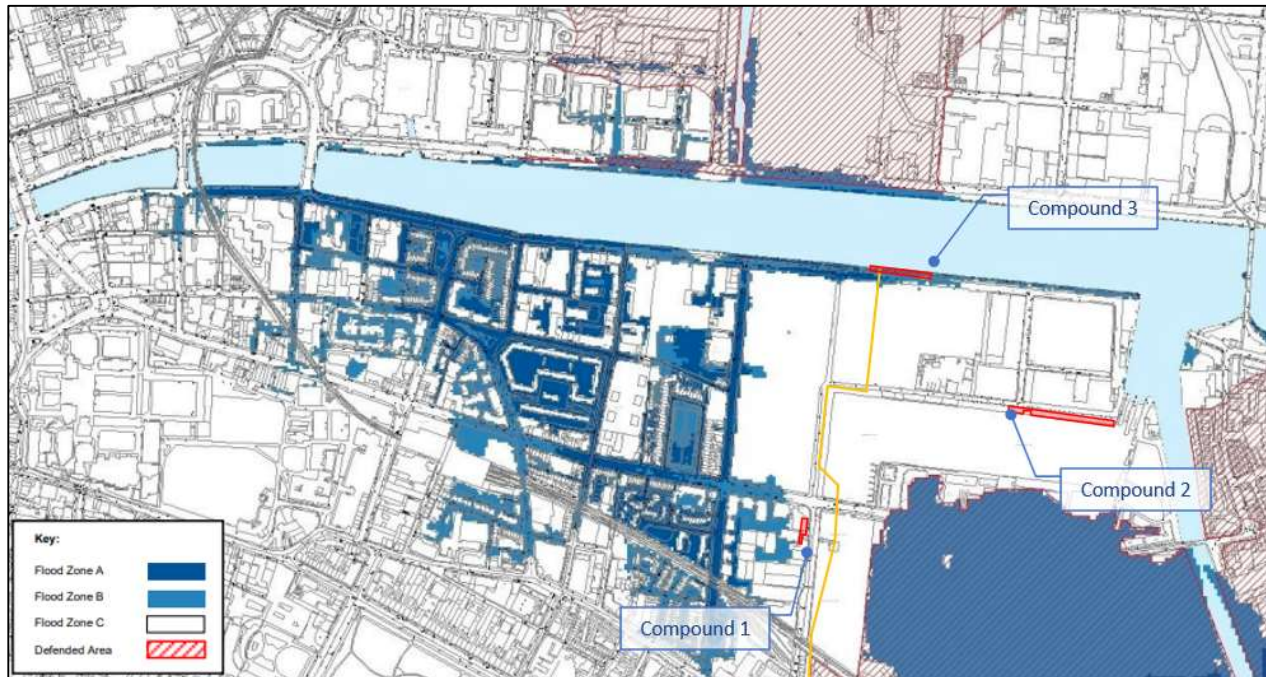 Compound 3
Compound 2
Compound 1
Key:
Flood Zone A
Flood Zone B
Flood Zone C
Defended Area